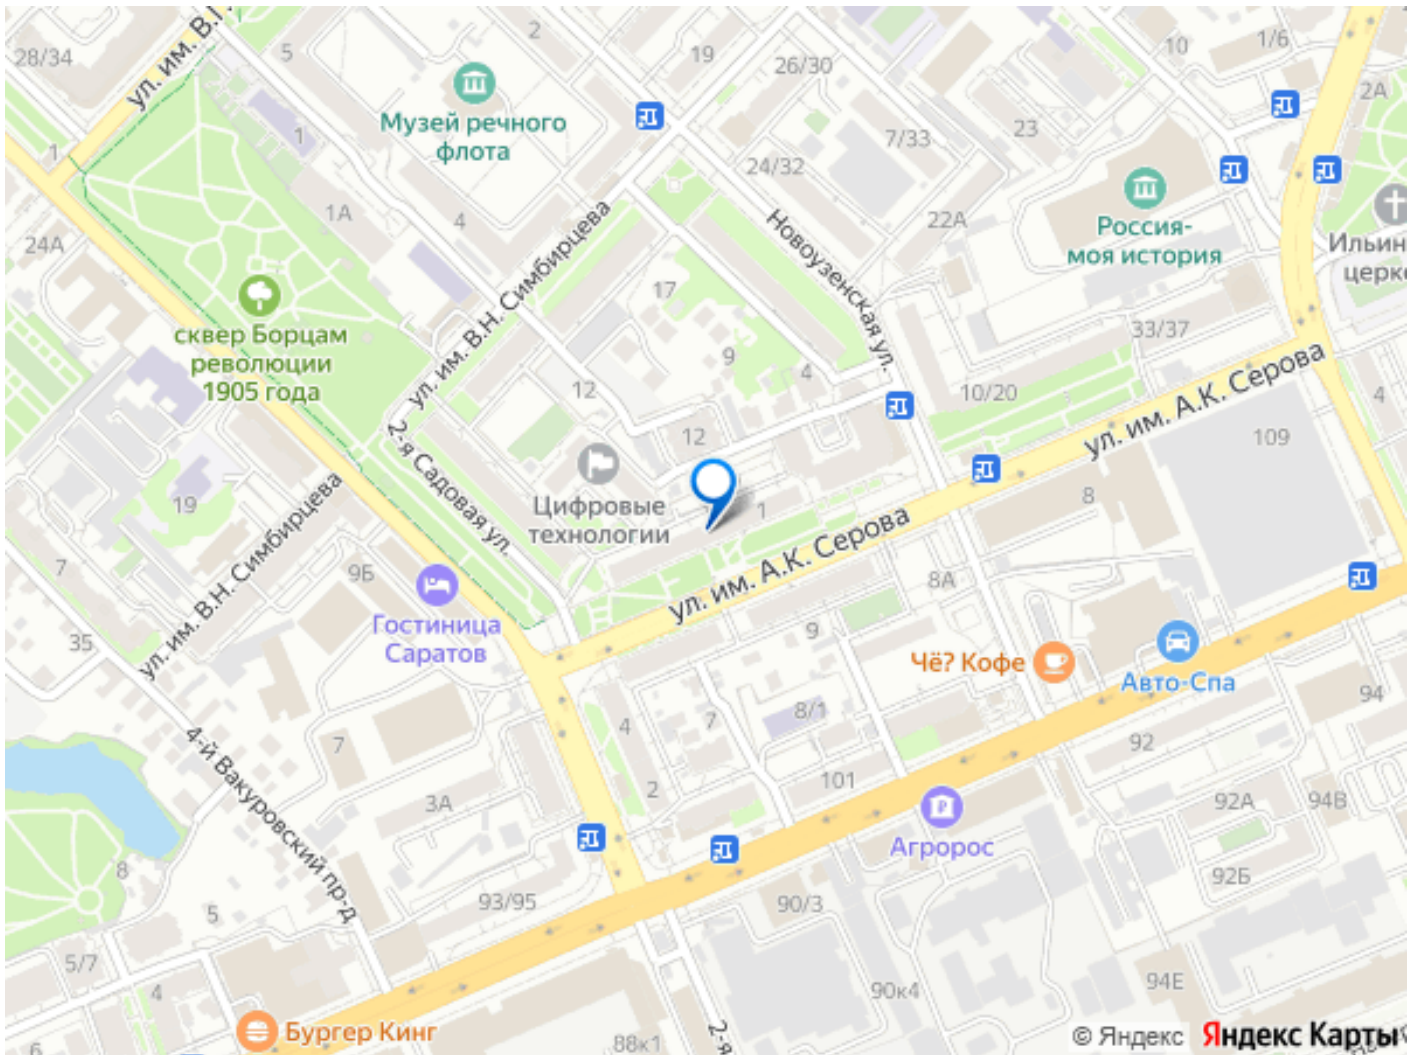 28/34
ул. им. В.
5
2
19
26/30
10
1/6
2А
Музей речного
флота
1
1
7/33
23
24/32
1А
4
22А
Россия-
моя история
Ильин
церк
24А
Новоузенская ул.
17
ул. им. В.Н. Симбирцева
сквер Борцам
революции
1905 года
9
4
33/37
12
10/20
ул. им. А.К. Серова
4
12
109
2-я Садовая ул.
Цифровые
технологии
1
8
19
ул. им. В.Н. Симбирцева
ул. им. А.К. Серова
7
9Б
8А
Гостиница
Саратов
35
9
Чё? Кофе
Авто-Спа
94
4
7
8/1
7
92
4-й Вакуровский пр-д
3А
2
101
92А
94В
Агророс
8
92Б
93/95
90/3
5
5/7
4
90к4
94Е
Бургер Кинг
6
88к1
2-я
© Яндекс Яндекс Карты